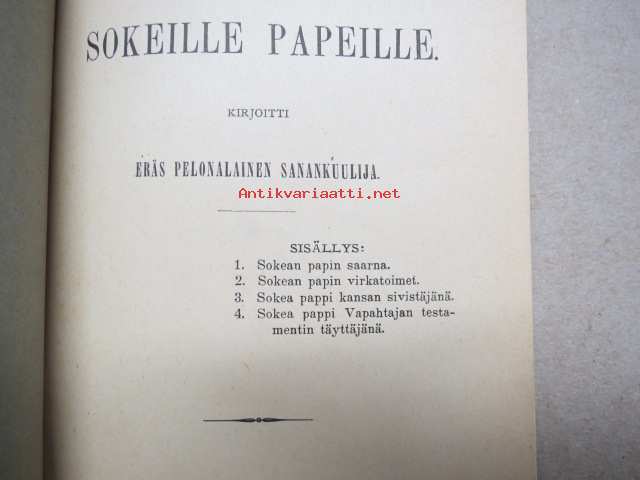 SOKEILLE PAPEILLE.
KIRJOITTI
ERÄS PELONALAINEN SANANKUULIJA.
Antikvariaatti.net
SISÄLLYS:
1. Sokean papin saarna.
2. Sokean papin virkatoimet.
3. Sokea pappi kansan sivistäjänä.
4. Sokea pappi Vapahtajan testa-
mentin täyttäjänä.